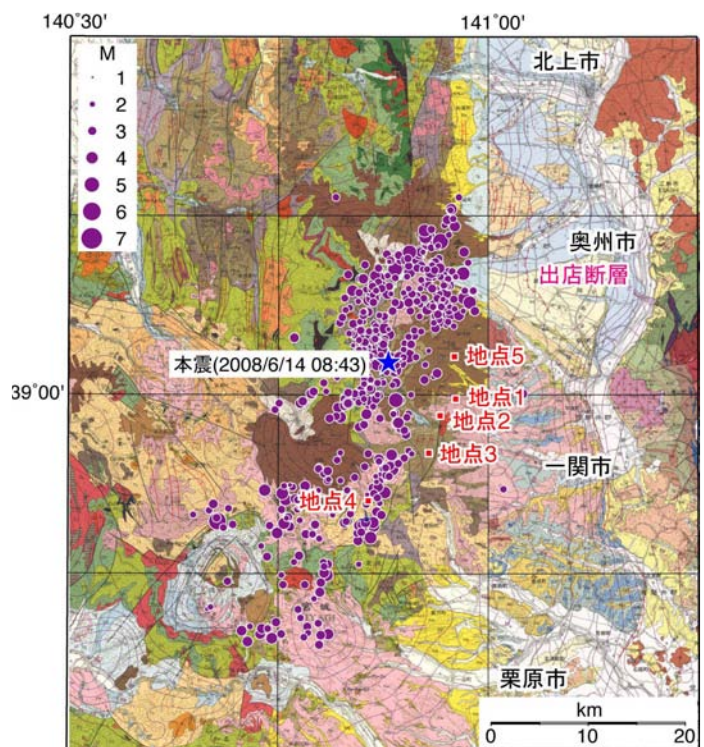 140°30'
141°00'
M
1
2
3
4
5
6
7
北上市
奥州市
出店断層
本震(2008/6/14 08:43)
地点5
39°00'
地点1
地点2
地点3
一関市
地点4
栗原市
km
0 10 20